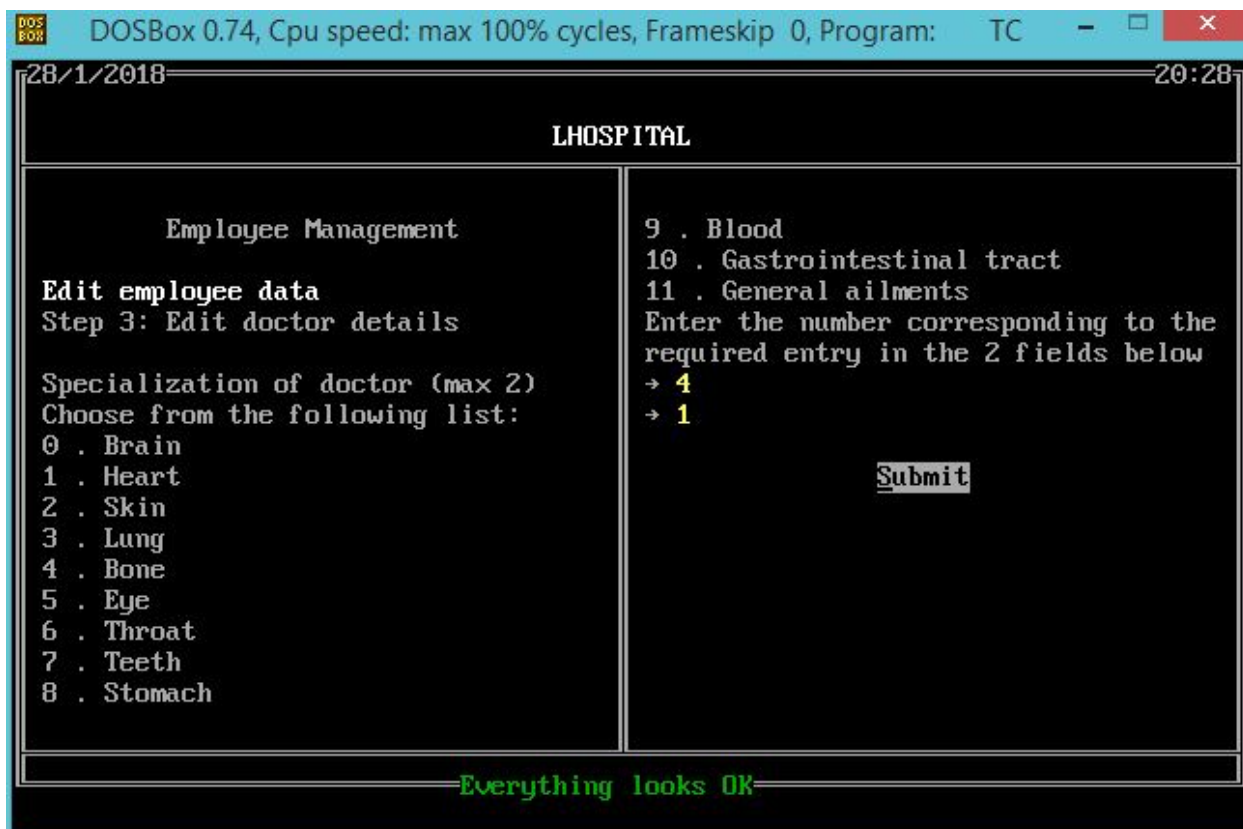 DOS BOX
DOSBox 0.74, Cpu speed: max 100% cycles, Frameskip 0, Program: TC
28/1/2018 20:28
LHOSPITAL
Employee Management
Edit employee data
Step 3: Edit doctor details
Specialization of doctor (max 2)
Choose from the following list:
0 . Brain
1 . Heart
2 . Skin
3 . Lung
4 . Bone
5 . Eye
6 . Throat
7 . Teeth
8 . Stomach
9 . Blood
10 . Gastrointestinal tract
11 . General ailments
Enter the number corresponding to the
required entry in the 2 fields below
→ 4
→ 1
Submit
Everything looks OK